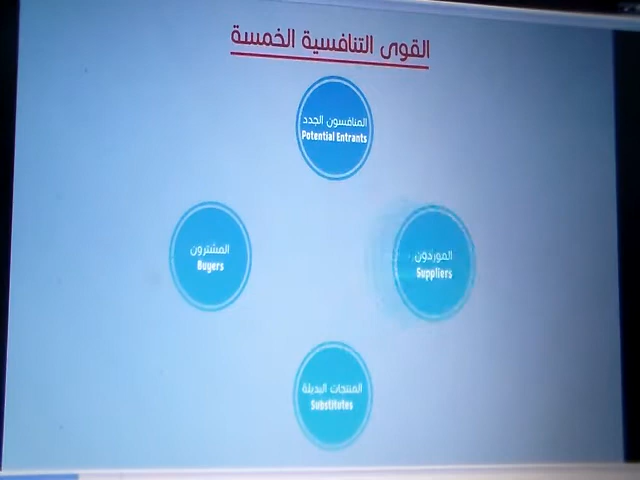 القوى التنافسية الخمسة
المنافسون الجدد
Potential Entrants
المشترون
Buyers
الموردون
Suppliers
المنتجات البديلة
Substitutes